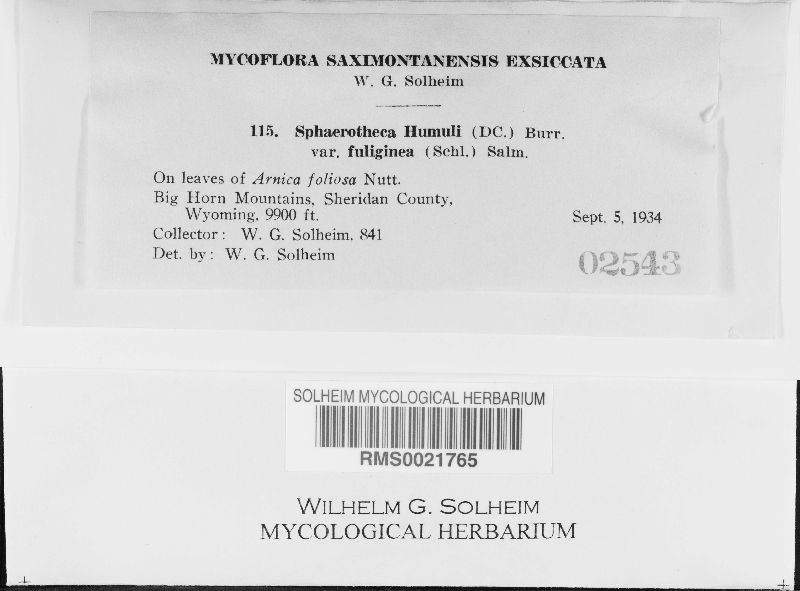 MYCOFLORA SAXIMONTANENSIS EXSICCATA
W. G. Solheim
115. Sphaerotheca Humuli (DC.) Burr.
var. fuliginea (Schl.) Salm.
On leaves of Arnica foliosa Nutt.
Big Horn Mountains, Sheridan County,
Wyoming, 9900 ft. Sept. 5, 1934
Collector: W. G. Solheim, 841
Det. by: W. G. Solheim
02543
SOLHEIM MYCOLOGICAL HERBARIUM
RMS0021765
WILHELM G. SOLHEIM
MYCOLOGICAL HERBARIUM